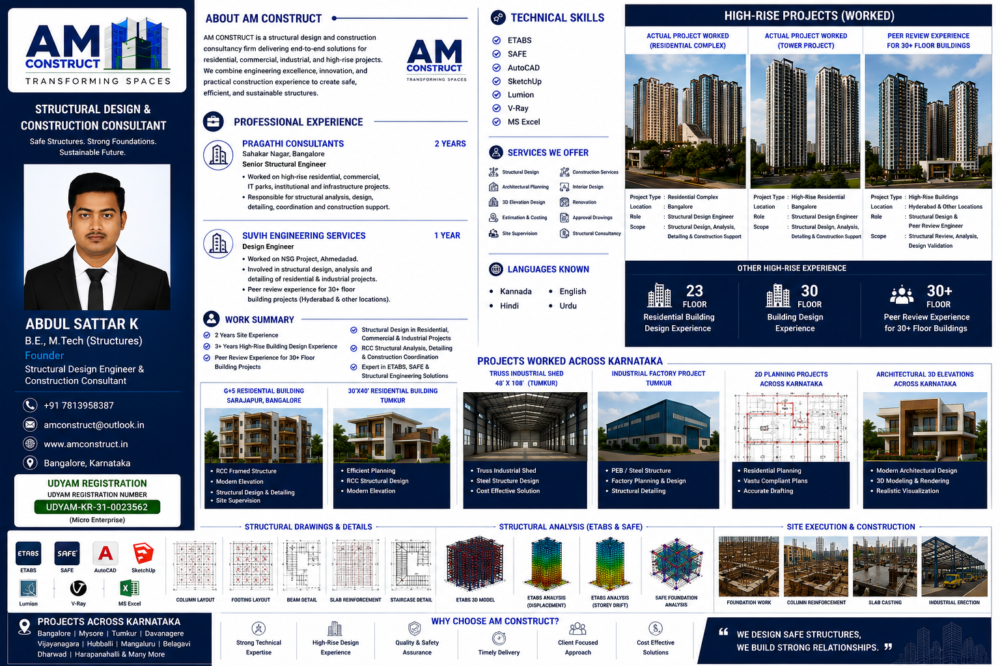 AM
CONSTRUCT
TRANSFORMING SPACES
STRUCTURAL DESIGN &
CONSTRUCTION CONSULTANT
Safe Structures. Strong Foundations.
Sustainable Future.
ABDUL SATTAR K
B.E., M.Tech (Structures)
Founder
Structural Design Engineer &
Construction Consultant
+91 7813958387
amconstruct@outlook.in
www.amconstruct.in
Bangalore, Karnataka
UDYAM REGISTRATION
UDYAM REGISTRATION NUMBER
UDYAM-KR-31-0023562
(Micro Enterprise)
ETABS
ETABS
SAFE
SAFE
A
AutoCAD
S
SketchUp
Lumion
V
V-Ray
X
MS Excel
PROJECTS ACROSS KARNATAKA
Bangalore | Mysore | Tumkur | Davanagere
Vijayanagara | Hubballi | Mangaluru | Belagavi
Dharwad | Harapanahalli & Many More
ABOUT AM CONSTRUCT
AM CONSTRUCT is a structural design and construction
consultancy firm delivering end-to-end solutions for
residential, commercial, industrial, and high-rise projects.
We combine engineering excellence, innovation, and
practical construction experience to create safe,
efficient, and sustainable structures.
AM
CONSTRUCT
TRANSFORMING SPACES
PROFESSIONAL EXPERIENCE
PRAGATHI CONSULTANTS
2 YEARS
Sahakar Nagar, Bangalore
Senior Structural Engineer
• Worked on high-rise residential, commercial,
IT parks, institutional and infrastructure projects.
• Responsible for structural analysis, design,
detailing, coordination and construction support.
SUVIH ENGINEERING SERVICES
1 YEAR
Design Engineer
• Worked on NSG Project, Ahmedadad.
• Involved in structural design, analysis and
detailing of residential & industrial projects.
• Peer review experience for 30+ floor
building projects (Hyderabad & other locations).
WORK SUMMARY
2 Years Site Experience
3+ Years High-Rise Building Design Experience
Peer Review Experience for 30+ Floor
Building Projects
Structural Design in Residential,
Commercial & Industrial Projects
RCC Structural Analysis, Detailing
& Construction Coordination
Expert in ETABS, SAFE &
Structural Engineering Solutions
TECHNICAL SKILLS
ETABS
SAFE
AutoCAD
SketchUp
Lumion
V-Ray
MS Excel
SERVICES WE OFFER
Structural Design
Construction Services
Architectural Planning
Interior Design
3D Elevation Design
Renovation
Estimation & Costing
Approval Drawings
Site Supervision
Structural Consultancy
LANGUAGES KNOWN
• Kannada
• English
• Hindi
• Urdu
HIGH-RISE PROJECTS (WORKED)
ACTUAL PROJECT WORKED
(RESIDENTIAL COMPLEX)
Project Type : Residential Complex
Location : Bangalore
Role : Structural Design Engineer
Scope : Structural Design, Analysis,
Detailing & Construction Support
ACTUAL PROJECT WORKED
(TOWER PROJECT)
Project Type : High-Rise Residential
Location : Bangalore
Role : Structural Design Engineer
Scope : Structural Design, Analysis,
Detailing & Construction Support
PEER REVIEW EXPERIENCE
FOR 30+ FLOOR BUILDINGS
Project Type : High-Rise Buildings
Location : Hyderabad & Other Locations
Role : Structural Design &
Peer Review Engineer
Scope : Structural Review, Analysis,
Design Validation
OTHER HIGH-RISE EXPERIENCE
23
FLOOR
Residential Building
Design Experience
30
FLOOR
Building Design
Experience
30+
FLOOR
Peer Review Experience
for 30+ Floor Buildings
PROJECTS WORKED ACROSS KARNATAKA
G+5 RESIDENTIAL BUILDING
SARAJAPUR, BANGALORE
• RCC Framed Structure
• Modern Elevation
• Structural Design & Detailing
• Site Supervision
30'X40' RESIDENTIAL BUILDING
TUMKUR
• Efficient Planning
• RCC Structural Design
• Modern Elevation
TRUSS INDUSTRIAL SHED
48' X 108' (TUMKUR)
• Truss Industrial Shed
• Steel Structure Design
• Cost Effective Solution
INDUSTRIAL FACTORY PROJECT
TUMKUR
• PEB / Steel Structure
• Factory Planning & Design
• Structural Detailing
2D PLANNING PROJECTS
ACROSS KARNATAKA
• Residential Planning
• Vastu Compliant Plans
• Accurate Drafting
ARCHITECTURAL 3D ELEVATIONS
ACROSS KARNATAKA
• Modern Architectural Design
• 3D Modeling & Rendering
• Realistic Visualization
STRUCTURAL DRAWINGS & DETAILS
COLUMN LAYOUT
FOOTING LAYOUT
BEAM DETAIL
SLAB REINFORCEMENT
STAIRCASE DETAIL
STRUCTURAL ANALYSIS (ETABS & SAFE)
ETABS 3D MODEL
ETABS ANALYSIS
(DISPLACEMENT)
ETABS ANALYSIS
(STOREY DRIFT)
SAFE FOUNDATION
ANALYSIS
SITE EXECUTION & CONSTRUCTION
FOUNDATION WORK
COLUMN REINFORCEMENT
SLAB CASTING
INDUSTRIAL ERECTION
WHY CHOOSE AM CONSTRUCT?
Strong Technical
Expertise
High-Rise Design
Experience
Quality & Safety
Assurance
Timely Delivery
Client Focused
Approach
Cost Effective
Solutions
“ WE DESIGN SAFE STRUCTURES,
WE BUILD STRONG RELATIONSHIPS. ”